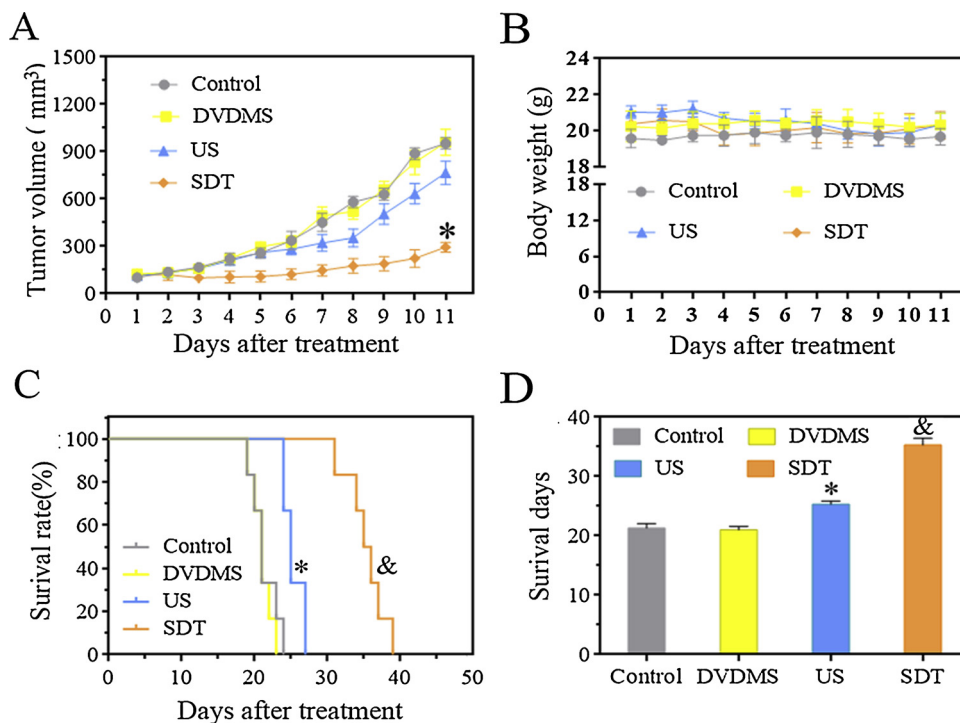 A
Tumor volume ( mm³)
1500
1200
900
600
300
0
Control
DVDMS
US
SDT
*
0 1 2 3 4 5 6 7 8 9 10 11
Days after treatment
B
Body weight (g)
24
22
20
18
18
12
6
3
0
Control
DVDMS
US
SDT
0 1 2 3 4 5 6 7 8 9 10 11
Days after treatment
C
Surival rate(%)
100
80
60
40
20
0
Control
DVDMS
US
SDT
*
&
0 10 20 30 40 50
Days after treatment
D
Surival days
40
30
20
10
0
Control
DVDMS
US
SDT
*
&
Control DVDMS US SDT